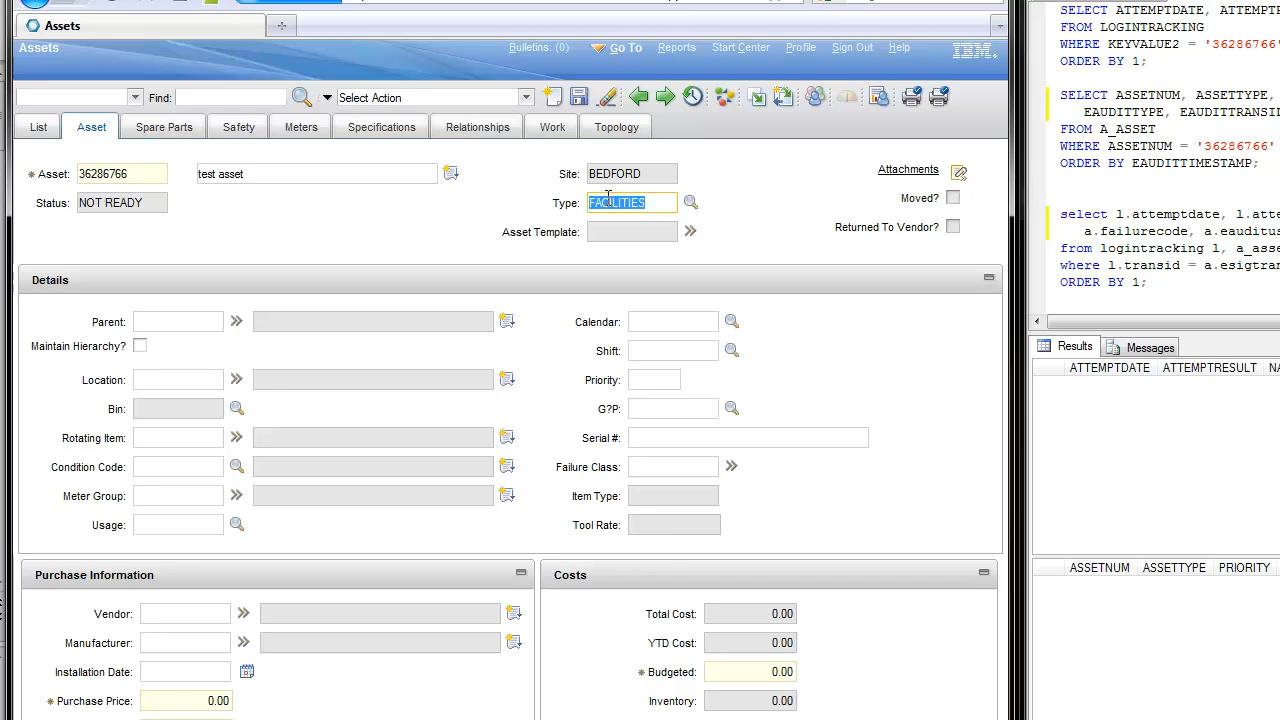 Assets
Assets
Bulletins: (0) Go To Reports Start Center Profile Sign Out Help IBM.
Find: Select Action
List Asset Spare Parts Safety Meters Specifications Relationships Work Topology
Asset: 36286766 test asset Site: BEDFORD Attachments
Status: NOT READY Type: FACILITIES Moved?
Asset Template: Returned To Vendor?
Details
Parent: Calendar:
Maintain Hierarchy? Shift:
Location: Priority:
Bin: G?P:
Rotating Item: Serial #:
Condition Code: Failure Class:
Meter Group: Item Type:
Usage: Tool Rate:
Purchase Information
Vendor:
Manufacturer:
Installation Date:
Purchase Price: 0.00
Costs
Total Cost: 0.00
YTD Cost: 0.00
Budgeted: 0.00
Inventory: 0.00
SELECT ATTEMPTDATE, ATTEMPTR
FROM LOGINTRACKING
WHERE KEYVALUE2 = '36286766'
ORDER BY 1;
SELECT ASSETNUM, ASSETTYPE,
EAUDITTYPE, EAUDITTRANSID
FROM A_ASSET
WHERE ASSETNUM = '36286766'
ORDER BY EAUDITTIMESTAMP;
select l.attemptdate, l.atte
a.failurecode, a.eauditus
from logintracking l, a_asse
where l.transid = a.esigtran
ORDER BY 1;
Results Messages
ATTEMPTDATE ATTEMPTRESULT NA
ASSETNUM ASSETTYPE PRIORITY